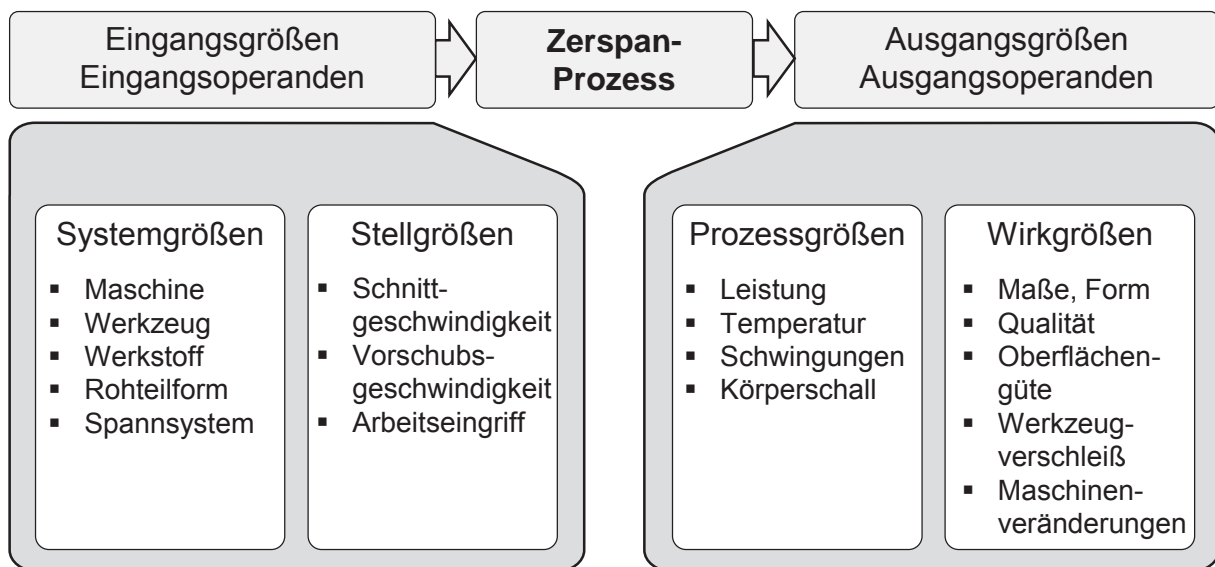 Eingangsgrößen
Eingangsoperanden
Zerspan-
Prozess
Ausgangsgrößen
Ausgangsoperanden
Systemgrößen
▪ Maschine
▪ Werkzeug
▪ Werkstoff
▪ Rohteilform
▪ Spannsystem
Stellgrößen
▪ Schnitt-
geschwindigkeit
▪ Vorschubs-
geschwindigkeit
▪ Arbeitseingriff
Prozessgrößen
▪ Leistung
▪ Temperatur
▪ Schwingungen
▪ Körperschall
Wirkgrößen
▪ Maße, Form
▪ Qualität
▪ Oberflächen-
güte
▪ Werkzeug-
verschleiß
▪ Maschinen-
veränderungen